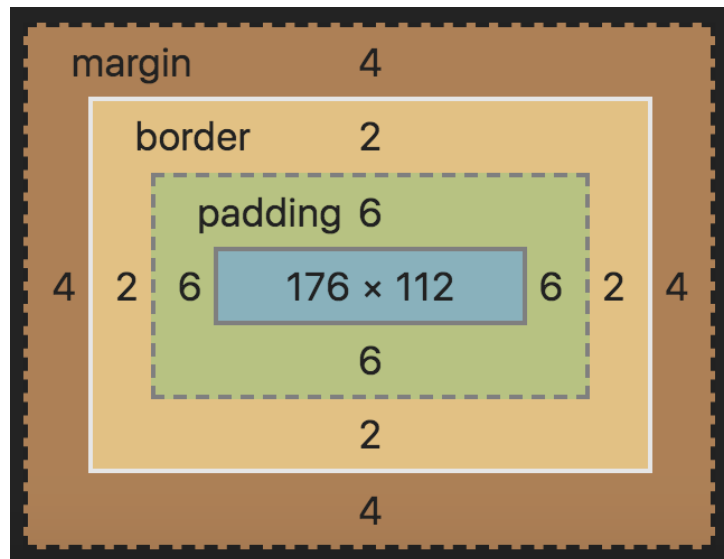 margin 4
border 2
padding 6
4 2 6 176 × 112 6 2 4
6
2
4